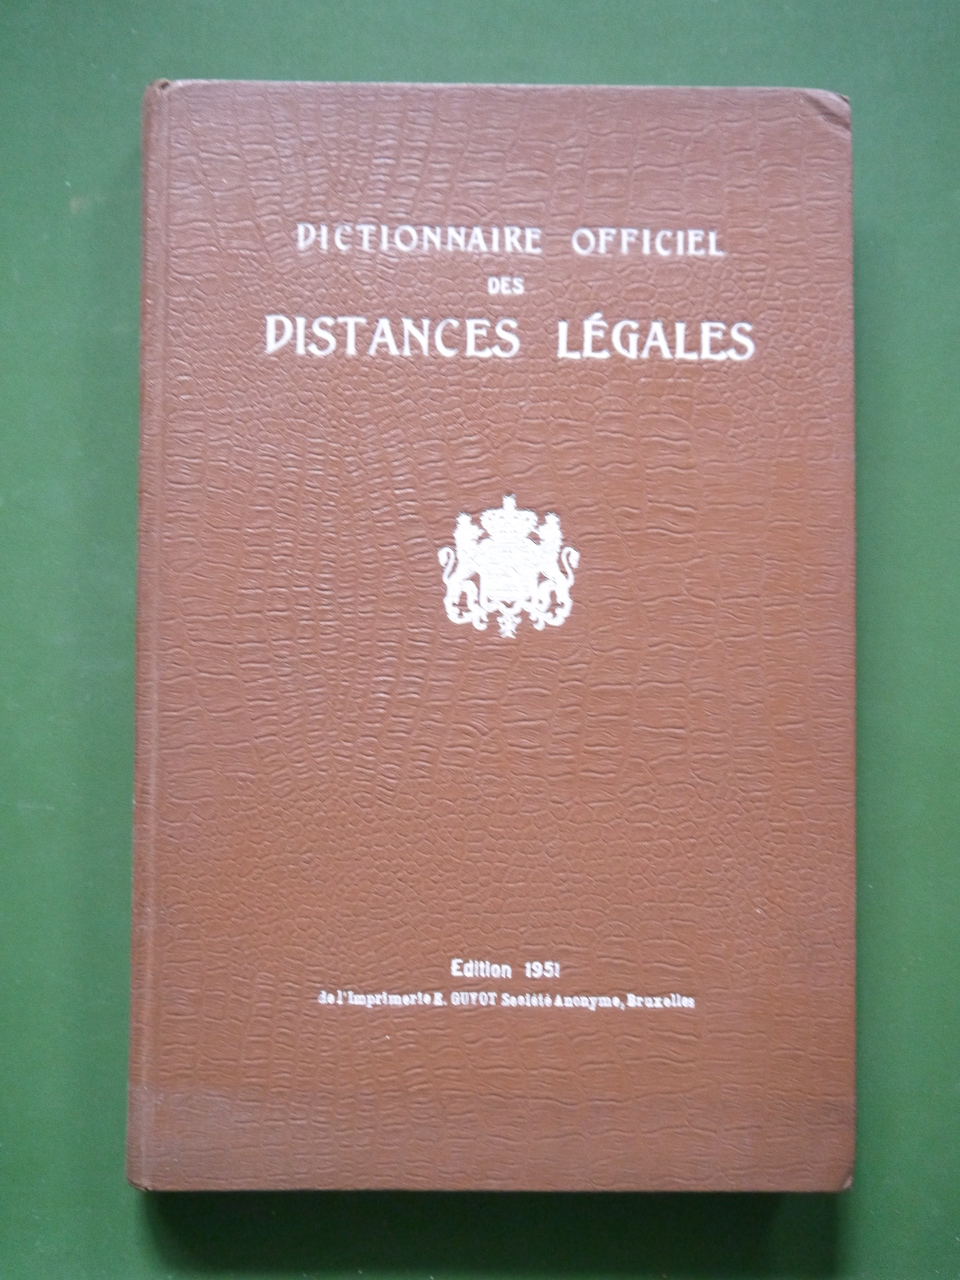 DICTIONNAIRE OFFICIEL
DES
DISTANCES LÉGALES
Edition 1951
de l'Imprimerie E. GUYOT Société Anonyme, Bruxelles